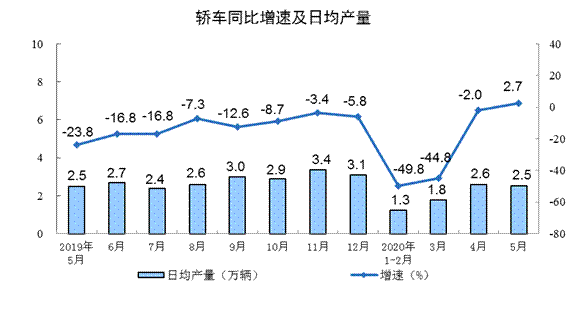 轿车同比增速及日均产量
10
8
6
4
2
0
40
20
0
-20
-40
-60
-80
-23.8
-16.8
-16.8
-7.3
-12.6
-8.7
-3.4
-5.8
-49.8
-44.8
-2.0
2.7
2.5
2.7
2.4
2.6
3.0
2.9
3.4
3.1
1.3
1.8
2.6
2.5
2019年
5月
6月
7月
8月
9月
10月
11月
12月
2020年
1-2月
3月
4月
5月
日均产量（万辆）
增速（%）